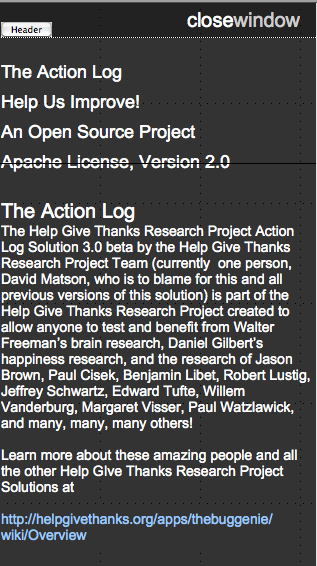 closewindow
Header
The Action Log
Help Us Improve!
An Open Source Project
Apache License, Version 2.0
The Action Log
The Help Give Thanks Research Project Action
Log Solution 3.0 beta by the Help Give Thanks
Research Project Team (currently  one person,
David Matson, who is to blame for this and all
previous versions of this solution) is part of the
Help Give Thanks Research Project created to
allow anyone to test and benefit from Walter
Freeman's brain research, Daniel Gilbert's
happiness research, and the research of Jason
Brown, Paul Cisek, Benjamin Libet, Robert Lustig,
Jeffrey Schwartz, Edward Tufte, Willem
Vanderburg, Margaret Visser, Paul Watzlawick,
and many, many, many others!
Learn more about these amazing people and all
the other Help Give Thanks Research Project
Solutions at
http://helpgivethanks.org/apps/thebuggenie/
wiki/Overview